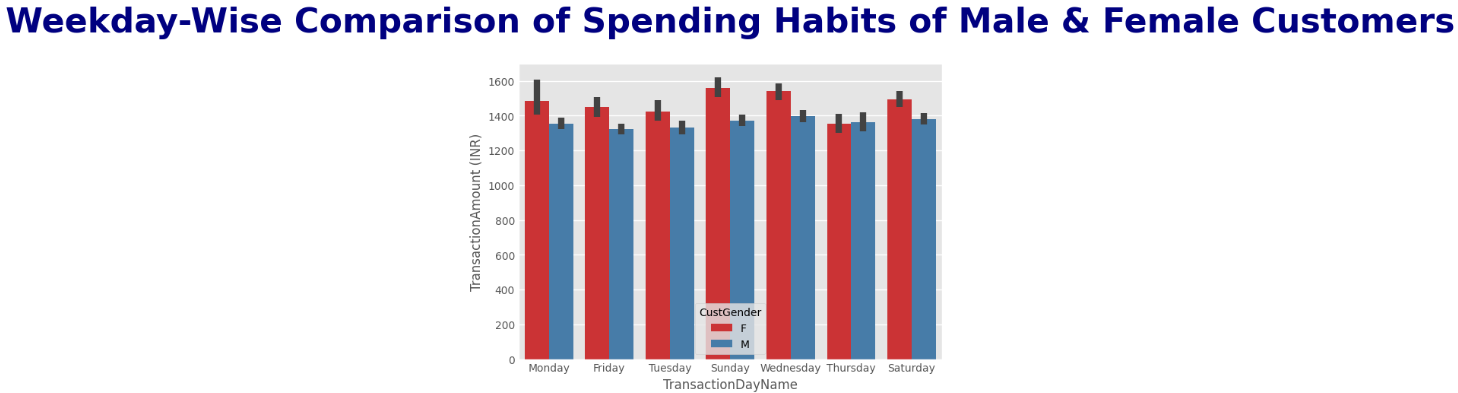 Weekday-Wise Comparison of Spending Habits of Male & Female Customers
1600
1400
1200
1000
800
600
400
200
0
TransactionAmount (INR)
CustGender
F
M
Monday Friday Tuesday Sunday Wednesday Thursday Saturday
TransactionDayName